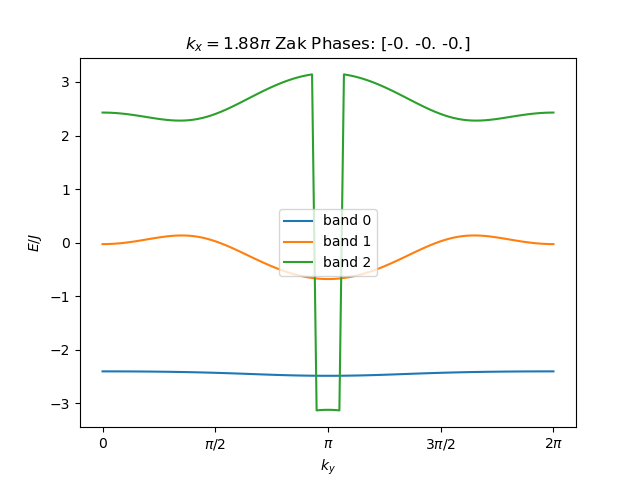 $k_x = 1.88\pi$ Zak Phases: [-0. -0. -0.]
E/J
3
2
1
0
−1
−2
−3
band 0
band 1
band 2
0
π/2
π
3π/2
2π
$k_y$